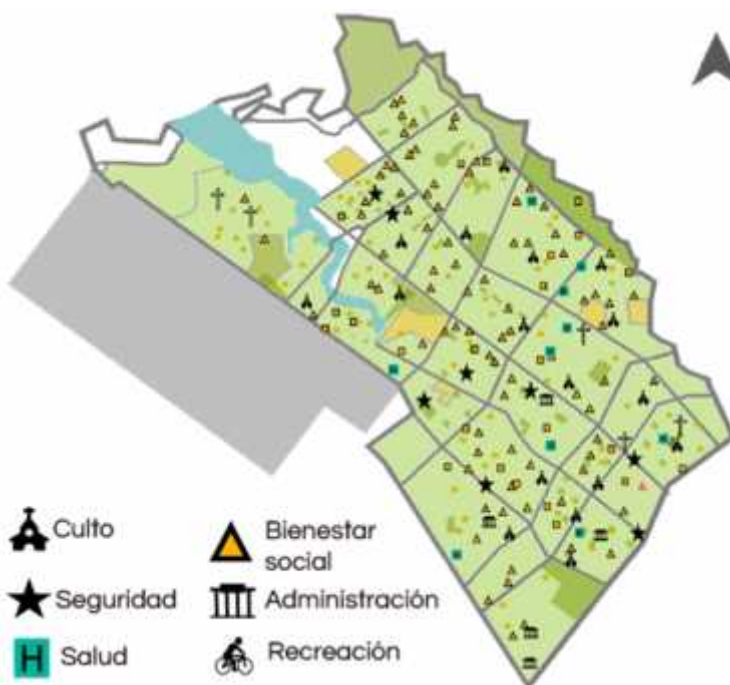 Culto
Bienestar
social
Seguridad
Administración
H Salud
Recreación